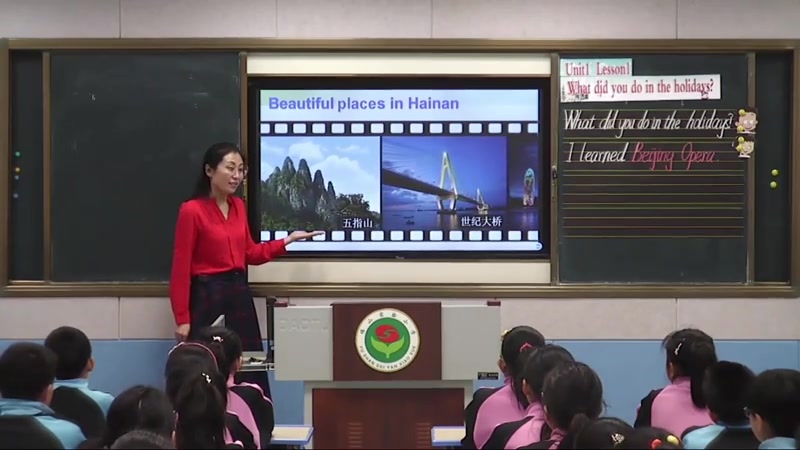 Beautiful places in Hainan
五指山
世纪大桥
Unit1 Lesson1
What did you do in the holidays?
What did you do in the holidays?
I learned Beijing Opera.